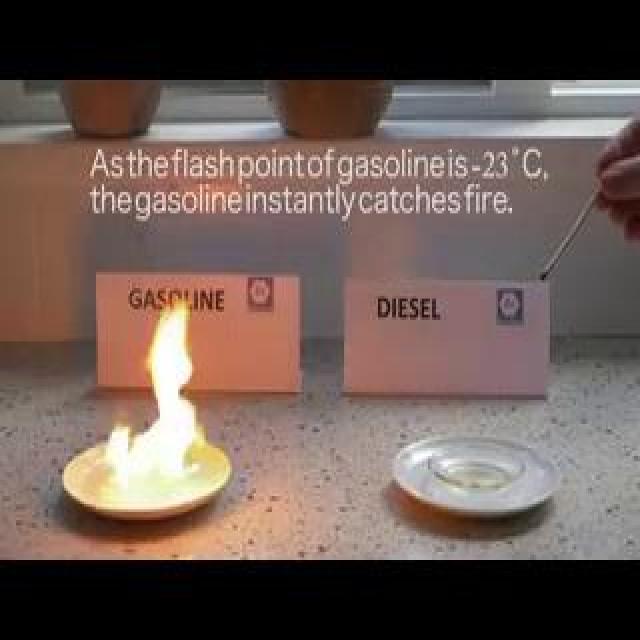 As the flash point of gasoline is -23°C,
the gasoline instantly catches fire.
GASOLINE
DIESEL